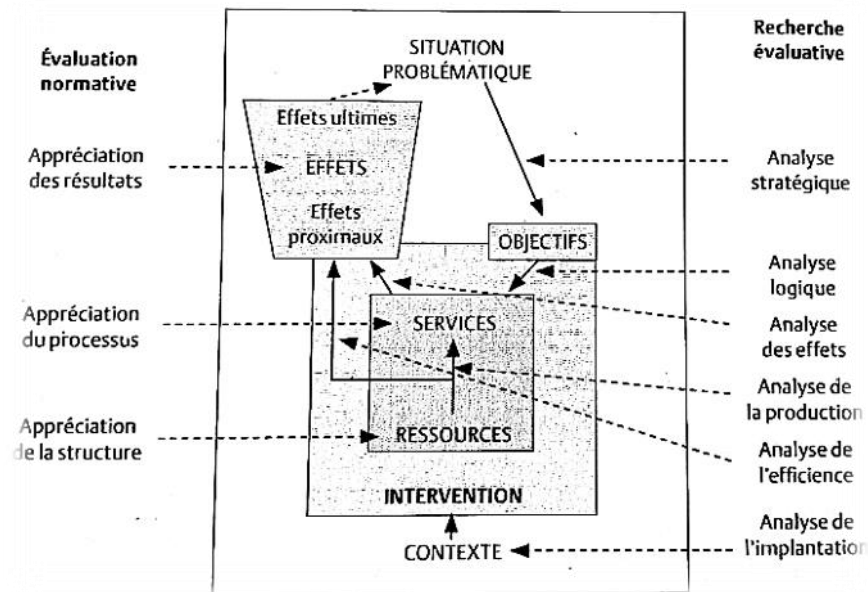 Évaluation
normative
Appréciation
des résultats
Appréciation
du processus
Appréciation
de la structure
SITUATION
PROBLÉMATIQUE
Effets ultimes
EFFETS
Effets
proximaux
OBJECTIFS
SERVICES
RESSOURCES
INTERVENTION
CONTEXTE
Recherche
évaluative
Analyse
stratégique
Analyse
logique
Analyse
des effets
Analyse de
la production
Analyse de
l'efficience
Analyse de
l'implantation